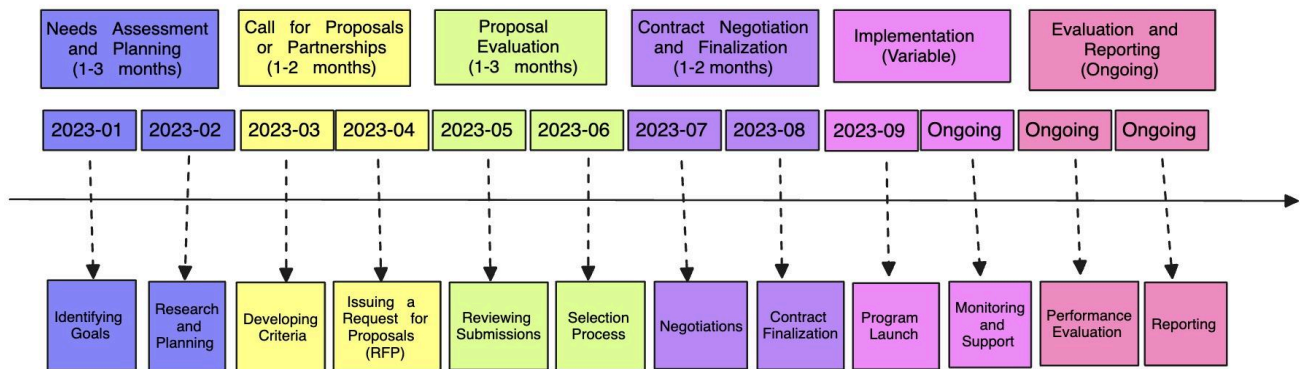 Needs Assessment
and Planning
(1-3 months)
Call for Proposals
or Partnerships
(1-2 months)
Proposal
Evaluation
(1-3 months)
Contract Negotiation
and Finalization
(1-2 months)
Implementation
(Variable)
Evaluation and
Reporting
(Ongoing)
2023-01
2023-02
2023-03
2023-04
2023-05
2023-06
2023-07
2023-08
2023-09
Ongoing
Ongoing
Ongoing
Identifying
Goals
Research
and
Planning
Developing
Criteria
Issuing a
Request for
Proposals
(RFP)
Reviewing
Submissions
Selection
Process
Negotiations
Contract
Finalization
Program
Launch
Monitoring
and
Support
Performance
Evaluation
Reporting